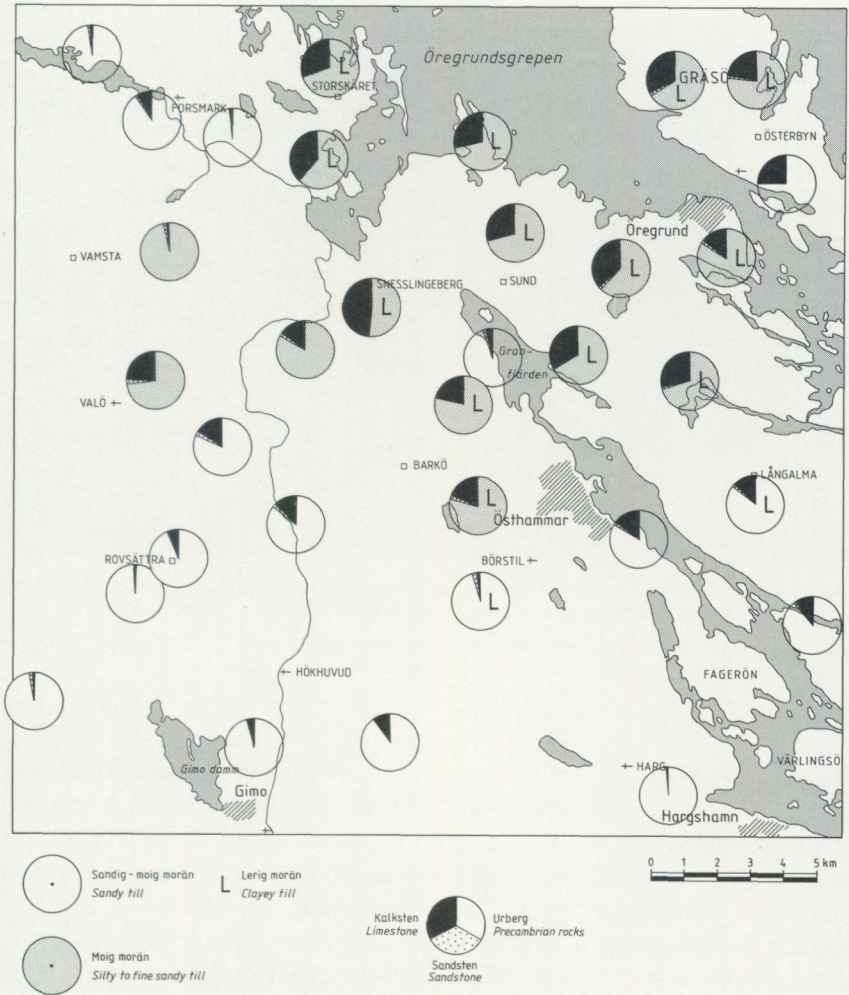 Öregrundsgrepen
L
STORSKÄRET
GRÄSÖ
L
L
FORSMARK
ÖSTERBYN
L
L
Öregrund
L
VAMSTA
L
L
SUND
SNESSLINGEBERG
L
Gran-
fjärden
L
VALÖ
L
L
BARKÖ
LÅNGALMA
L
L
Östhammar
ROVSÄTTRA
BÖRSTIL
L
HÖKHUVUD
FAGERÖN
VÄRLINGSÖ
Gimo damm
HARG
Gimo
Hargshamn
0 1 2 3 4 5 km
Sandig - moig morän
Sandy till
L
Lerig morän
Clayey till
Kalksten
Limestone
Urberg
Precambrian rocks
Sandsten
Sandstone
Moig morän
Silty to fine sandy till